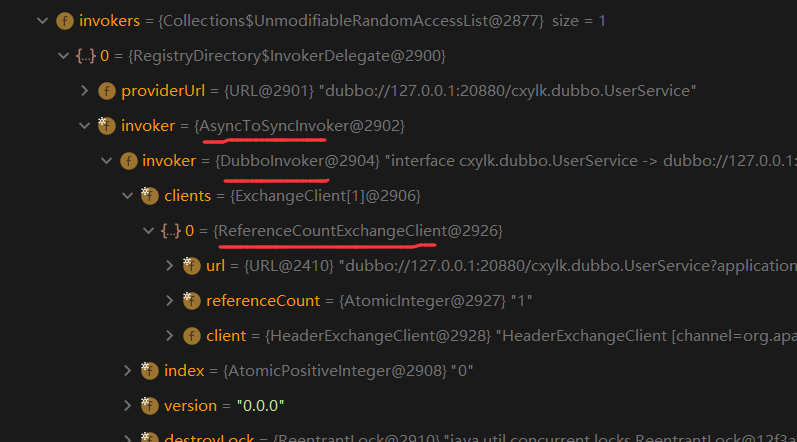 invokers = {Collections$UnmodifiableRandomAccessList@2877} size = 1
{...} 0 = {RegistryDirectory$InvokerDelegate@2900}
providerUrl = {URL@2901} "dubbo://127.0.0.1:20880/cxylk.dubbo.UserService"
invoker = {AsyncToSyncInvoker@2902}
invoker = {DubboInvoker@2904} "interface cxylk.dubbo.UserService -> dubbo://127.0.0.1:
clients = {ExchangeClient[1]@2906}
{...} 0 = {ReferenceCountExchangeClient@2926}
url = {URL@2410} "dubbo://127.0.0.1:20880/cxylk.dubbo.UserService?application
referenceCount = {AtomicInteger@2927} "1"
client = {HeaderExchangeClient@2928} "HeaderExchangeClient [channel=org.apa
index = {AtomicPositiveInteger@2908} "0"
version = "0.0.0"
destroyLock = {ReentrantLock@2910} "java.util.concurrent.locks.ReentrantLock@12f3a